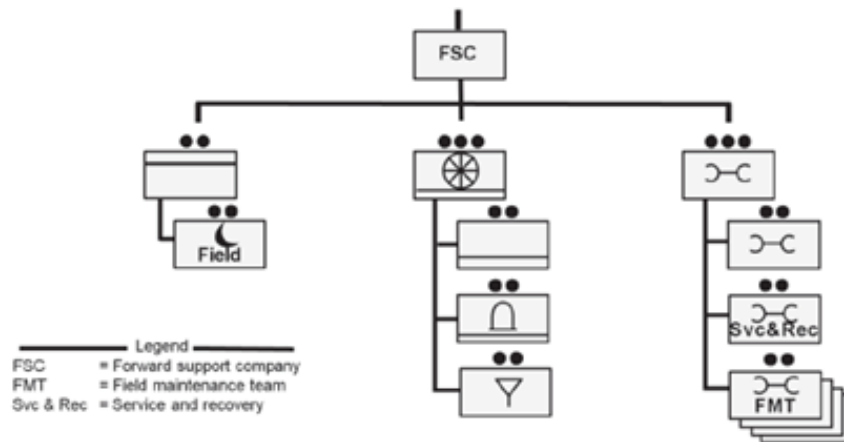 FSC
Field
Svc&Rec
FMT
Legend
FSC = Forward support company
FMT = Field maintenance team
Svc & Rec = Service and recovery